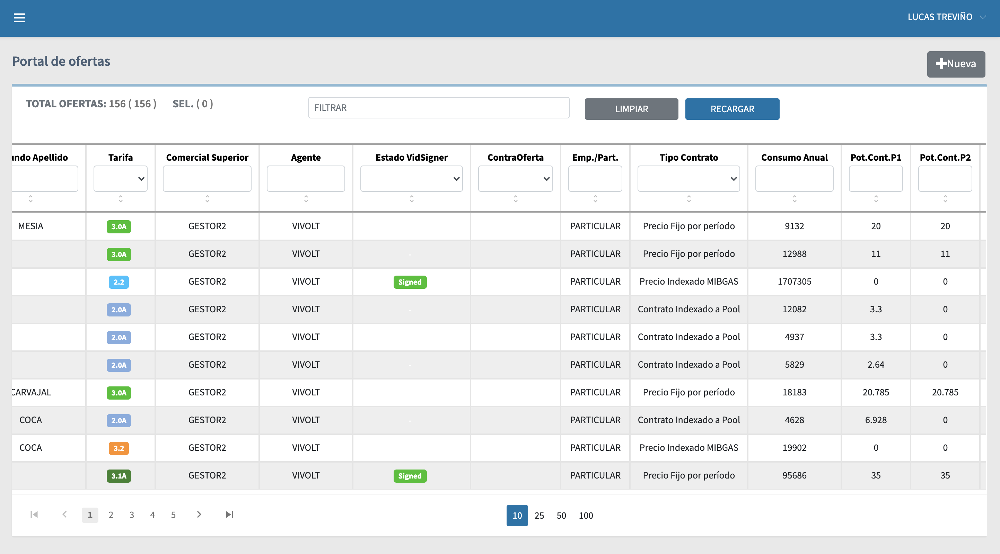 LUCAS TREVIÑO
Portal de ofertas
Nueva
TOTAL OFERTAS: 156 ( 156 ) SEL. ( 0 )
FILTRAR
LIMPIAR
RECARGAR
undo Apellido Tarifa Comercial Superior Agente Estado VidSigner ContraOferta Emp./Part. Tipo Contrato Consumo Anual Pot.Cont.P1 Pot.Cont.P2
MESIA 3.0A GESTOR2 VIVOLT PARTICULAR Precio Fijo por período 9132 20 20
3.0A GESTOR2 VIVOLT - PARTICULAR Precio Fijo por período 12988 11 11
2.2 GESTOR2 VIVOLT Signed PARTICULAR Precio Indexado MIBGAS 1707305 0 0
2.0A GESTOR2 VIVOLT - PARTICULAR Contrato Indexado a Pool 12082 3.3 0
2.0A GESTOR2 VIVOLT PARTICULAR Contrato Indexado a Pool 4937 3.3 0
2.0A GESTOR2 VIVOLT - PARTICULAR Contrato Indexado a Pool 5829 2.64 0
CARVAJAL 3.0A GESTOR2 VIVOLT PARTICULAR Precio Fijo por período 18183 20.785 20.785
COCA 2.0A GESTOR2 VIVOLT - PARTICULAR Contrato Indexado a Pool 4628 6.928 0
COCA 3.2 GESTOR2 VIVOLT PARTICULAR Precio Indexado MIBGAS 19902 0 0
3.1A GESTOR2 VIVOLT Signed PARTICULAR Precio Fijo por período 95686 35 35
1 2 3 4 5
10 25 50 100